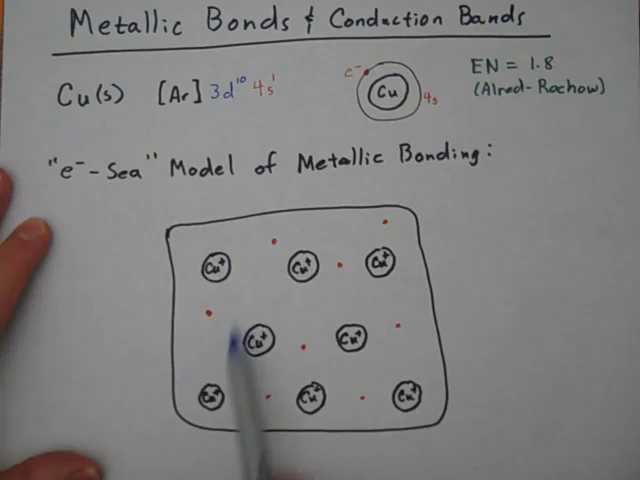 Metallic Bonds & Conduction Bands
Cu(s) [Ar] 3d¹⁰ 4s¹
e⁻ Cu 4s
EN = 1.8
(Alred-Rochow)
"e⁻-Sea" Model of Metallic Bonding:
Cu⁺ Cu⁺ Cu⁺
Cu⁺ Cu⁺
Cu⁺ Cu⁺ Cu⁺